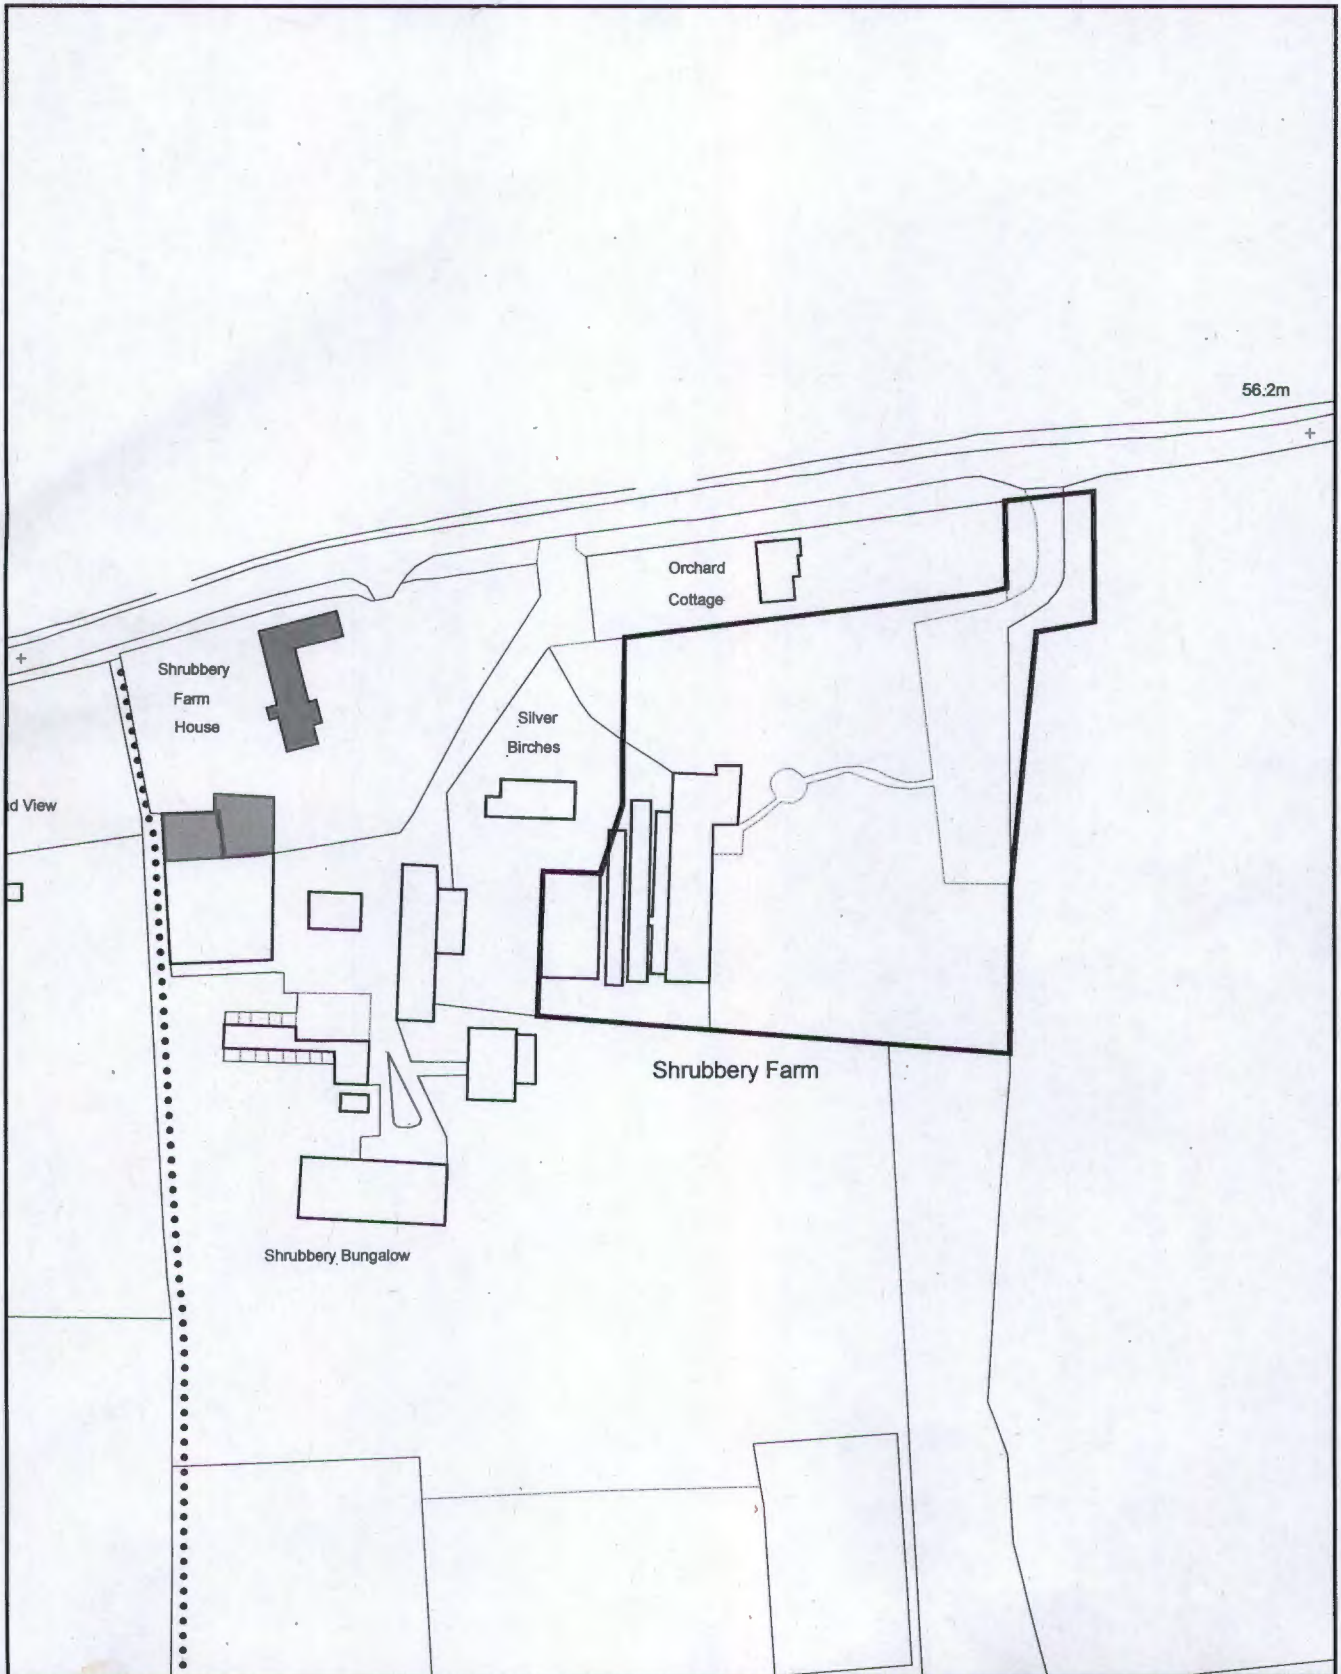 56.2m
Orchard
Cottage
Shrubbery
Farm
House
Silver
Birches
d View
Shrubbery Farm
Shrubbery Bungalow